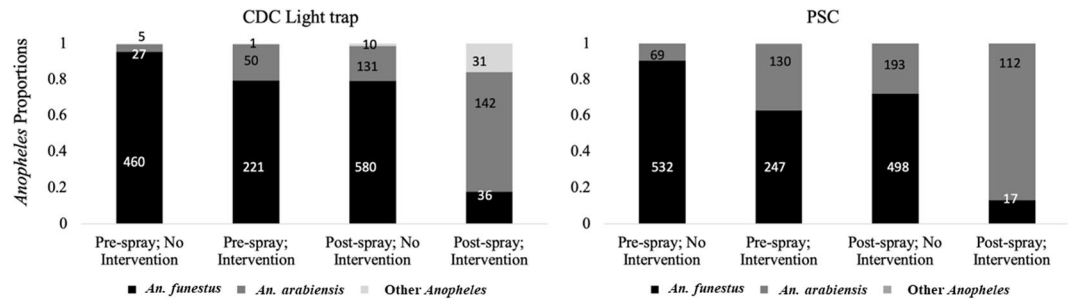 CDC Light trap
Anopheles Proportions
1
0.8
0.6
0.4
0.2
0
5
27
460
1
50
221
10
131
580
31
142
36
Pre-spray; No
Intervention
Pre-spray;
Intervention
Post-spray; No
Intervention
Post-spray;
Intervention
An. funestus An. arabiensis Other Anopheles
PSC
1
0.8
0.6
0.4
0.2
0
69
532
130
247
193
498
112
17
Pre-spray; No
Intervention
Pre-spray;
Intervention
Post-spray; No
Intervention
Post-spray;
Intervention
An. funestus An. arabiensis Other Anopheles